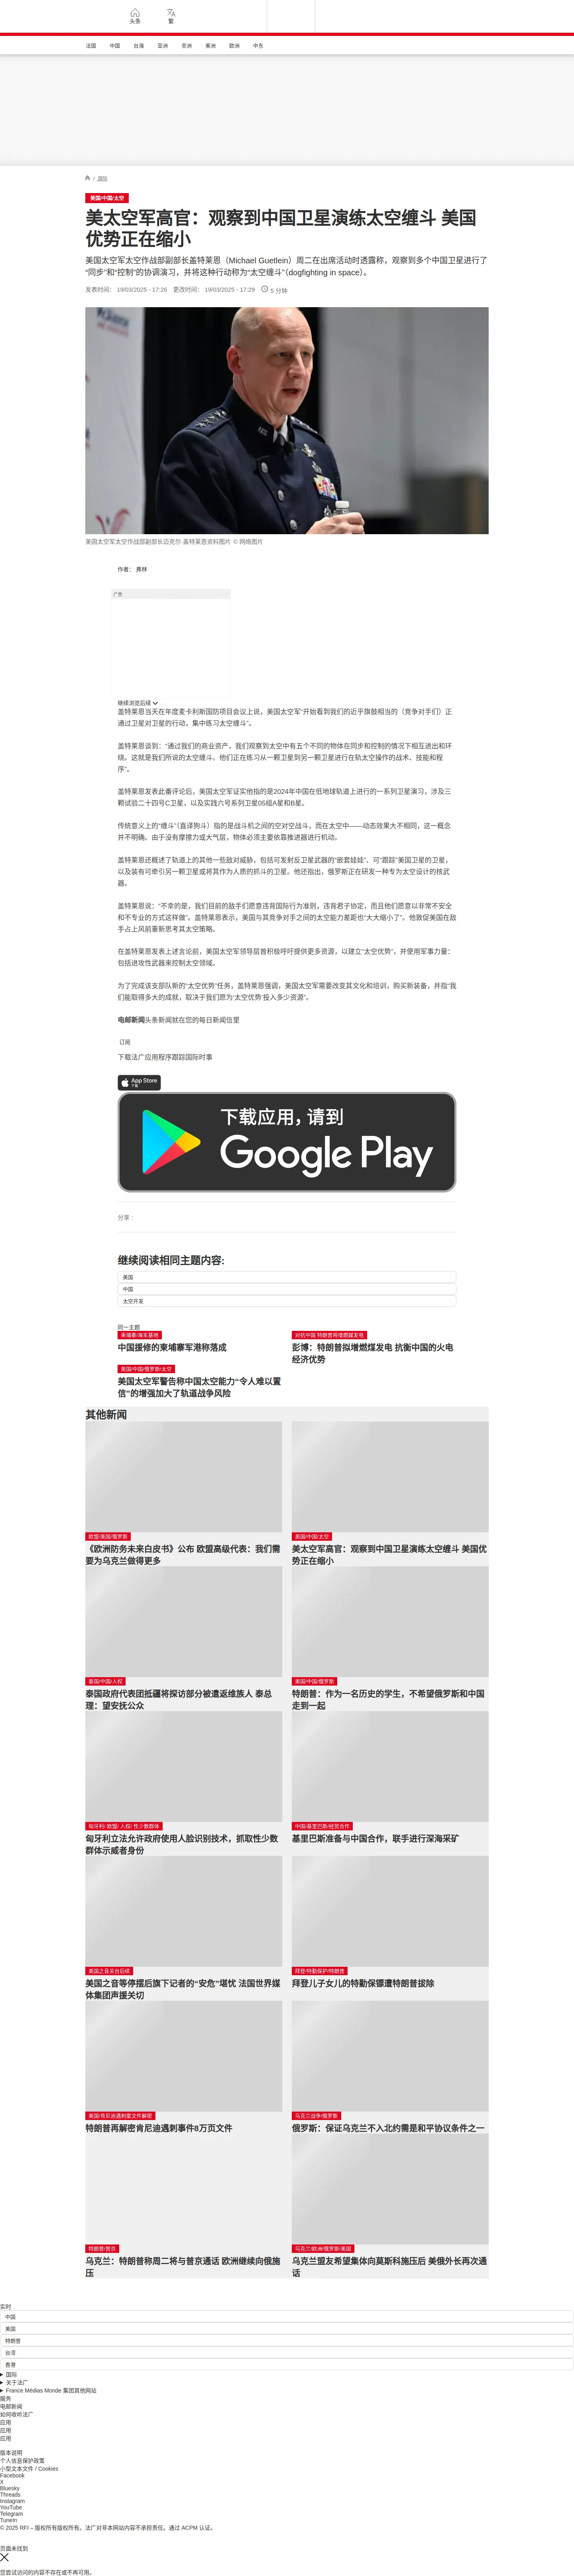 头条
繁
法国 中国 台海 亚洲 非洲 美洲 欧洲 中东
/ 国际
美国/中国/太空
美太空军高官：观察到中国卫星演练太空缠斗 美国
优势正在缩小
美国太空军太空作战部副部长盖特莱恩（Michael Guetlein）周二在出席活动时透露称，观察到多个中国卫星进行了
“同步”和“控制”的协调演习，并将这种行动称为“太空缠斗”（dogfighting in space）。
发表时间： 19/03/2025 - 17:26 更改时间： 19/03/2025 - 17:29 5 分钟
美国太空军太空作战部副部长迈克尔·盖特莱恩资料图片 © 网络图片
作者： 弗林
广告
继续浏览后续
盖特莱恩当天在年度麦卡利斯国防项目会议上说，美国太空军“开始看到我们的近乎旗鼓相当的（竞争对手们）正
通过卫星对卫星的行动，集中练习太空缠斗”。
盖特莱恩谈到：“通过我们的商业资产，我们观察到太空中有五个不同的物体在同步和控制的情况下相互进出和环
绕。这就是我们所说的太空缠斗。他们正在练习从一颗卫星到另一颗卫星进行在轨太空操作的战术、技能和程
序”。
盖特莱恩发表此番评论后，美国太空军证实他指的是2024年中国在低地球轨道上进行的一系列卫星演习，涉及三
颗试验二十四号C卫星，以及实践六号系列卫星05组A星和B星。
传统意义上的“缠斗”（直译狗斗）指的是战斗机之间的空对空战斗，而在太空中——动态效果大不相同，这一概念
并不明确。由于没有摩擦力或大气层，物体必须主要依靠推进器进行机动。
盖特莱恩还概述了轨道上的其他一些敌对威胁，包括可发射反卫星武器的“嵌套娃娃”、可“跟踪”美国卫星的卫星，
以及装有可牵引另一颗卫星或将其作为人质的抓斗的卫星。他还指出，俄罗斯正在研发一种专为太空设计的核武
器。
盖特莱恩说：“不幸的是，我们目前的敌手们愿意违背国际行为准则，违背君子协定，而且他们愿意以非常不安全
和不专业的方式这样做”。盖特莱恩表示，美国与其竞争对手之间的太空能力差距也“大大缩小了”。他敦促美国在敌
手占上风前重新思考其太空策略。
在盖特莱恩发表上述言论前，美国太空军领导层曾积极呼吁提供更多资源，以建立“太空优势”，并使用军事力量：
包括进攻性武器来控制太空领域。
为了完成该支部队新的“太空优势”任务，盖特莱恩强调，美国太空军需要改变其文化和培训，购买新装备，并指“我
们能取得多大的成就，取决于我们愿为‘太空优势’投入多少资源”。
电邮新闻头条新闻就在您的每日新闻信里
订阅
下载法广应用程序跟踪国际时事
App Store
下载
下载应用，请到
Google Play
分享 :
继续阅读相同主题内容:
美国
中国
太空开发
同一主题
柬埔寨/海军基地
中国援修的柬埔寨军港称落成
对抗中国 特朗普将增燃煤发电
彭博：特朗普拟增燃煤发电 抗衡中国的火电
经济优势
美国/中国/俄罗斯/太空
美国太空军警告称中国太空能力“令人难以置
信”的增强加大了轨道战争风险
其他新闻
欧盟/美国/俄罗斯
《欧洲防务未来白皮书》公布 欧盟高级代表：我们需
要为乌克兰做得更多
美国/中国/太空
美太空军高官：观察到中国卫星演练太空缠斗 美国优
势正在缩小
泰国/中国/人权
泰国政府代表团抵疆将探访部分被遣返维族人 泰总
理：望安抚公众
美国/中国/俄罗斯
特朗普：作为一名历史的学生，不希望俄罗斯和中国
走到一起
匈牙利/ 欧盟/ 人权/ 性少数群体
匈牙利立法允许政府使用人脸识别技术，抓取性少数
群体示威者身份
中国/基里巴斯/经贸合作
基里巴斯准备与中国合作，联手进行深海采矿
美国之音关台后续
美国之音等停摆后旗下记者的“安危”堪忧 法国世界媒
体集团声援关切
拜登/特勤保护/特朗普
拜登儿子女儿的特勤保镖遭特朗普拔除
美国/肯尼迪遇刺案文件解密
特朗普再解密肯尼迪遇刺事件8万页文件
乌克兰战争/俄罗斯
俄罗斯：保证乌克兰不入北约需是和平协议条件之一
特朗普/普京
乌克兰：特朗普称周二将与普京通话 欧洲继续向俄施
压
乌克兰/欧洲/俄罗斯/美国
乌克兰盟友希望集体向莫斯科施压后 美俄外长再次通
话
实时
中国
美国
特朗普
台湾
香港
国际
关于法广
France Médias Monde 集团其他网站
服务
电邮新闻
如何收听法广
应用
应用
应用
版本说明
个人信息保护政策
小型文本文件 / Cookies
Facebook
X
Bluesky
Threads
Instagram
YouTube
Telegram
TuneIn
© 2025 RFI – 版权所有版权所有。法广对非本网站内容不承担责任。通过 ACPM 认证。
页面未找到
您尝试访问的内容不存在或不再可用。